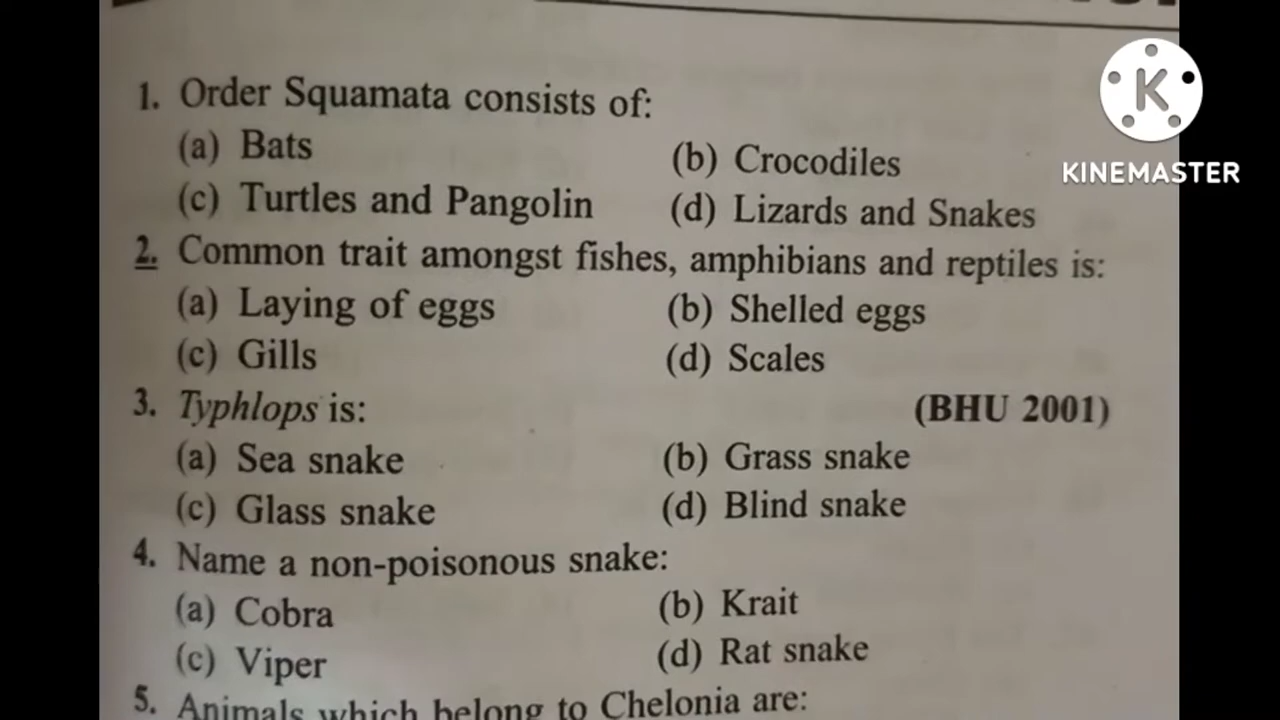 1. Order Squamata consists of:
(a) Bats (b) Crocodiles
(c) Turtles and Pangolin (d) Lizards and Snakes
2. Common trait amongst fishes, amphibians and reptiles is:
(a) Laying of eggs (b) Shelled eggs
(c) Gills (d) Scales
3. Typhlops is: (BHU 2001)
(a) Sea snake (b) Grass snake
(c) Glass snake (d) Blind snake
4. Name a non-poisonous snake:
(a) Cobra (b) Krait
(c) Viper (d) Rat snake
5. Animals which belong to Chelonia are:
K
KINEMASTER